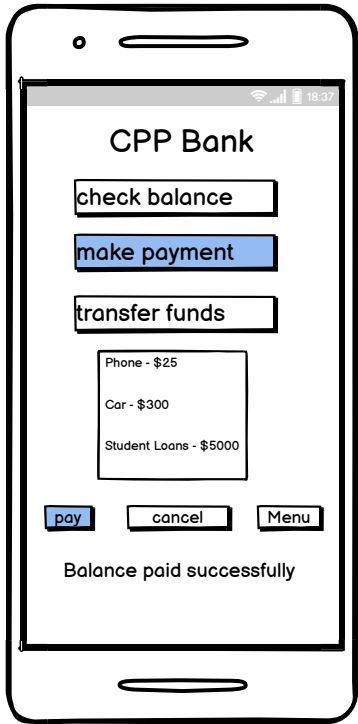 18:37
CPP Bank
check balance
make payment
transfer funds
Phone - $25
Car - $300
Student Loans - $5000
pay cancel Menu
Balance paid successfully